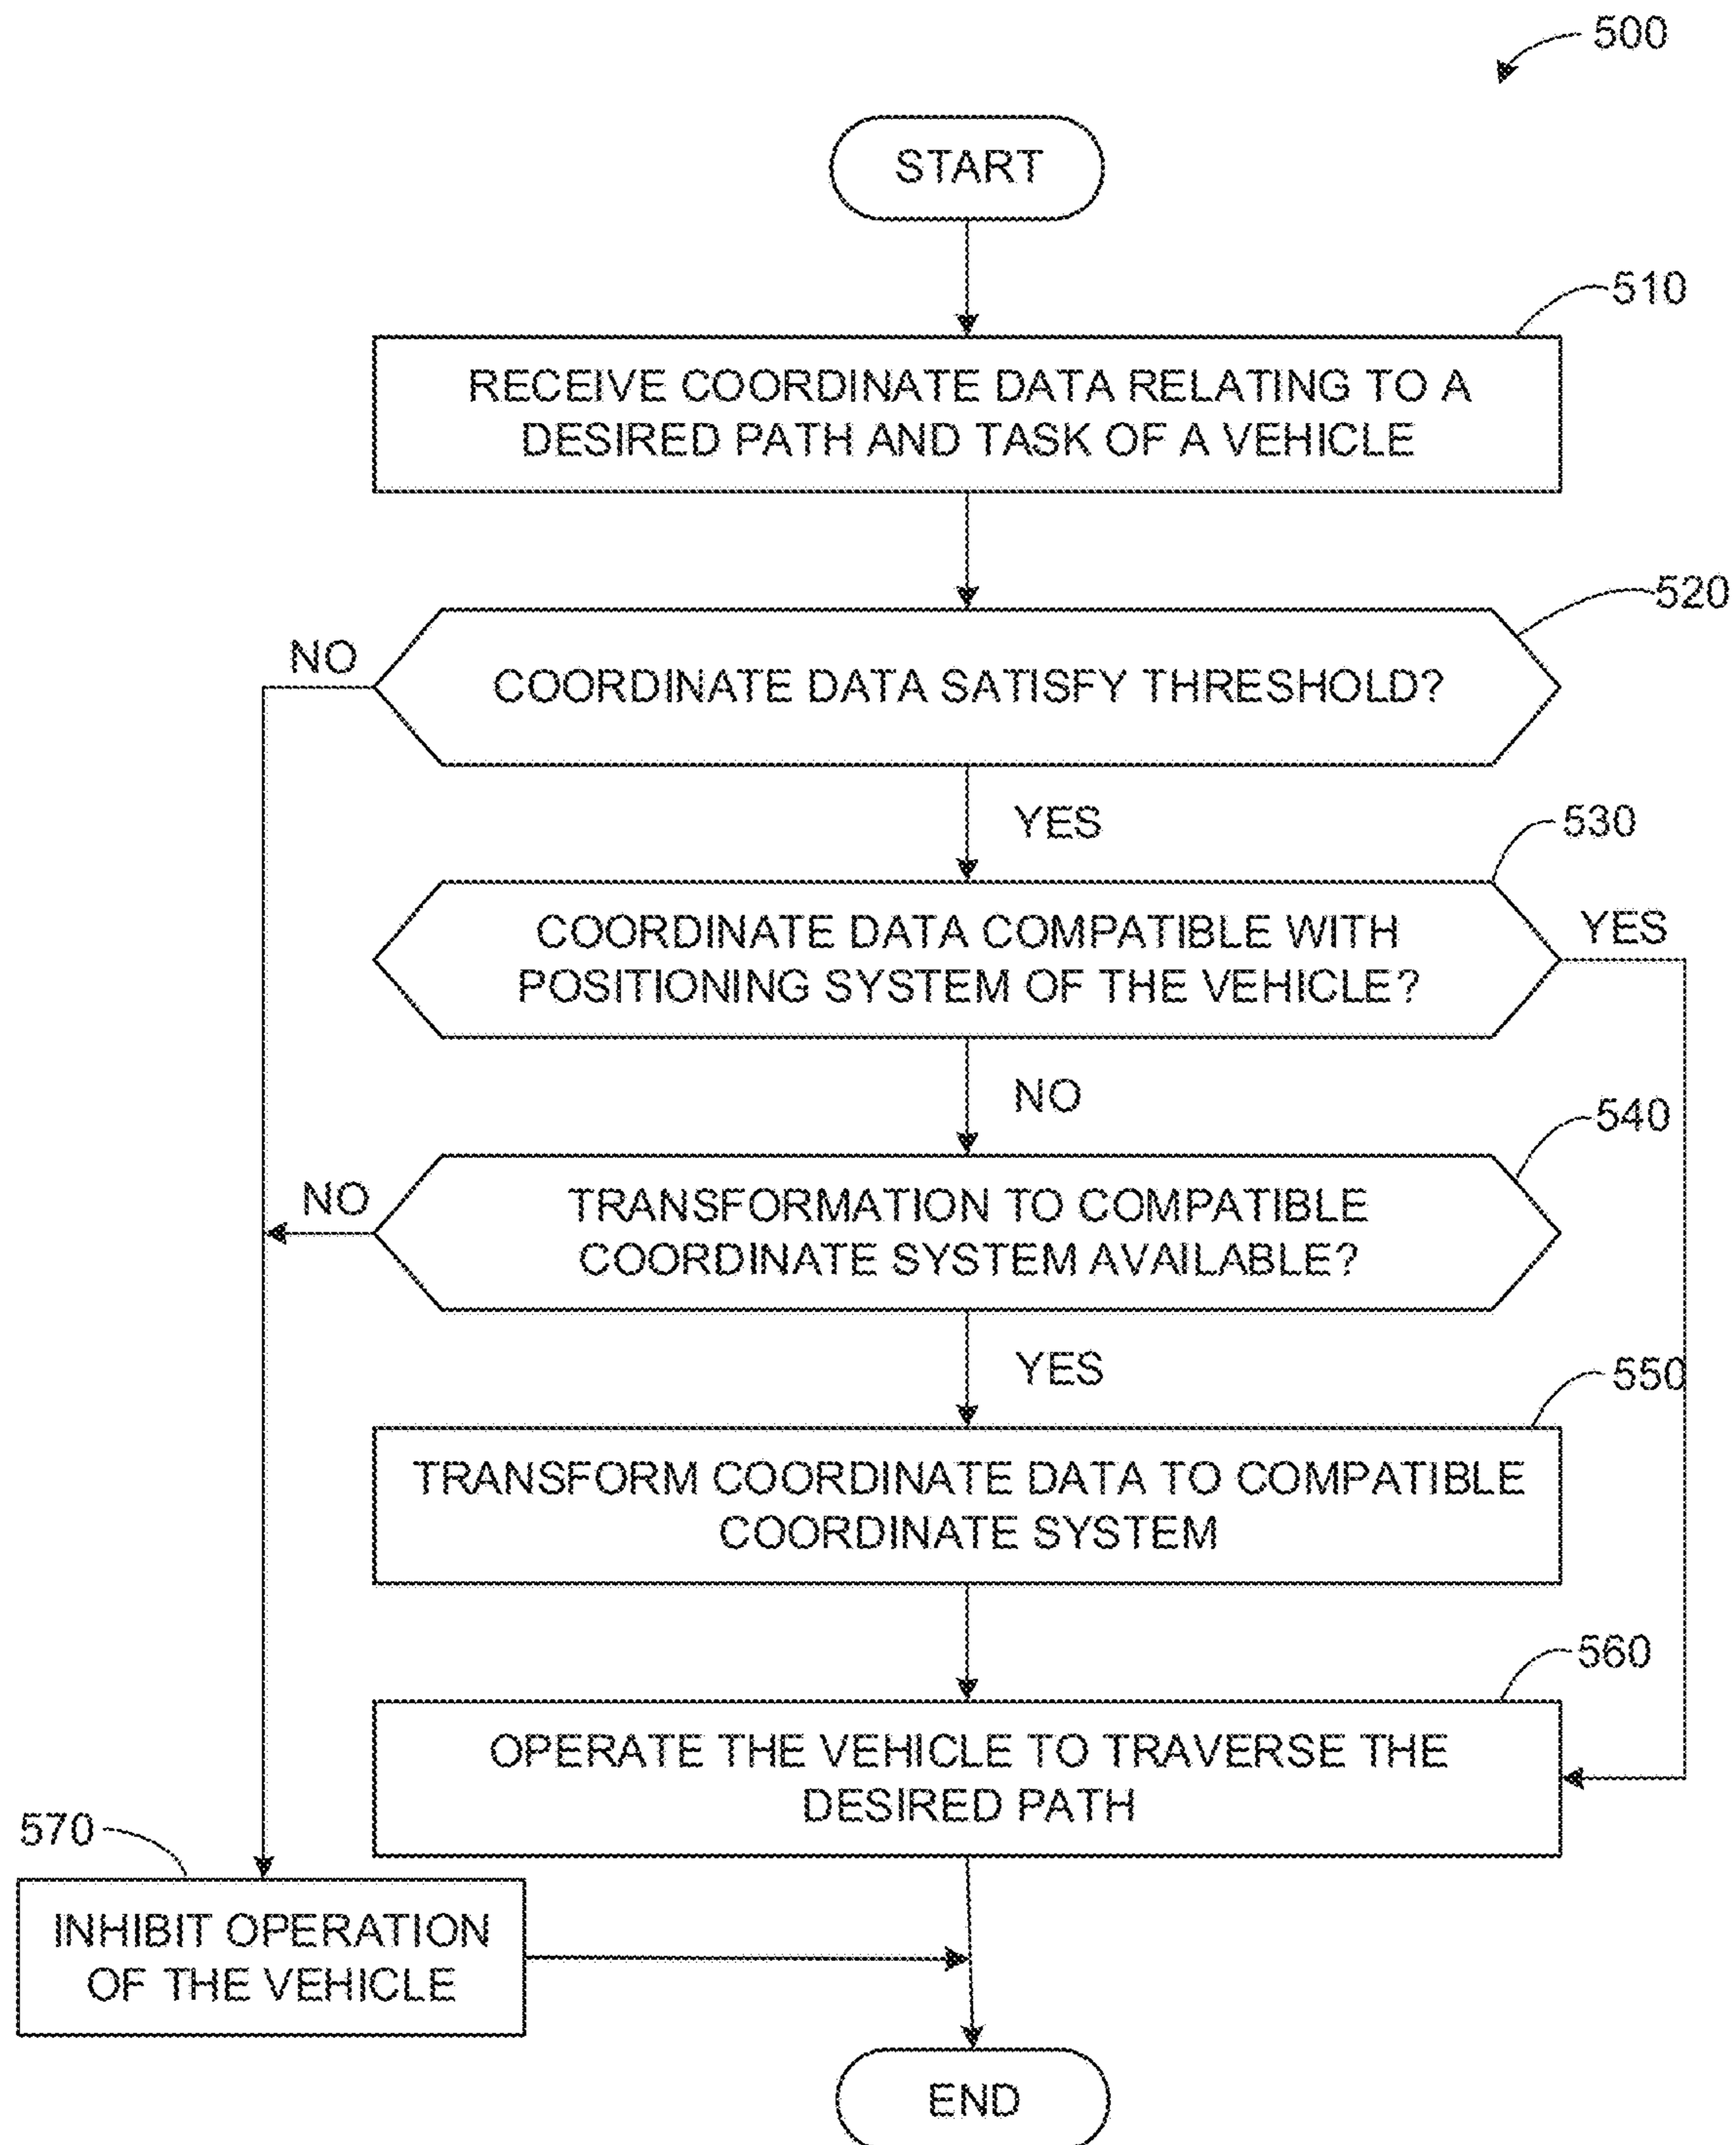 500
START
510
RECEIVE COORDINATE DATA RELATING TO A
DESIRED PATH AND TASK OF A VEHICLE
520
NO
COORDINATE DATA SATISFY THRESHOLD?
YES
530
COORDINATE DATA COMPATIBLE WITH
POSITIONING SYSTEM OF THE VEHICLE?
YES
NO
540
NO
TRANSFORMATION TO COMPATIBLE
COORDINATE SYSTEM AVAILABLE?
YES
550
TRANSFORM COORDINATE DATA TO COMPATIBLE
COORDINATE SYSTEM
560
OPERATE THE VEHICLE TO TRAVERSE THE
DESIRED PATH
570
INHIBIT OPERATION
OF THE VEHICLE
END